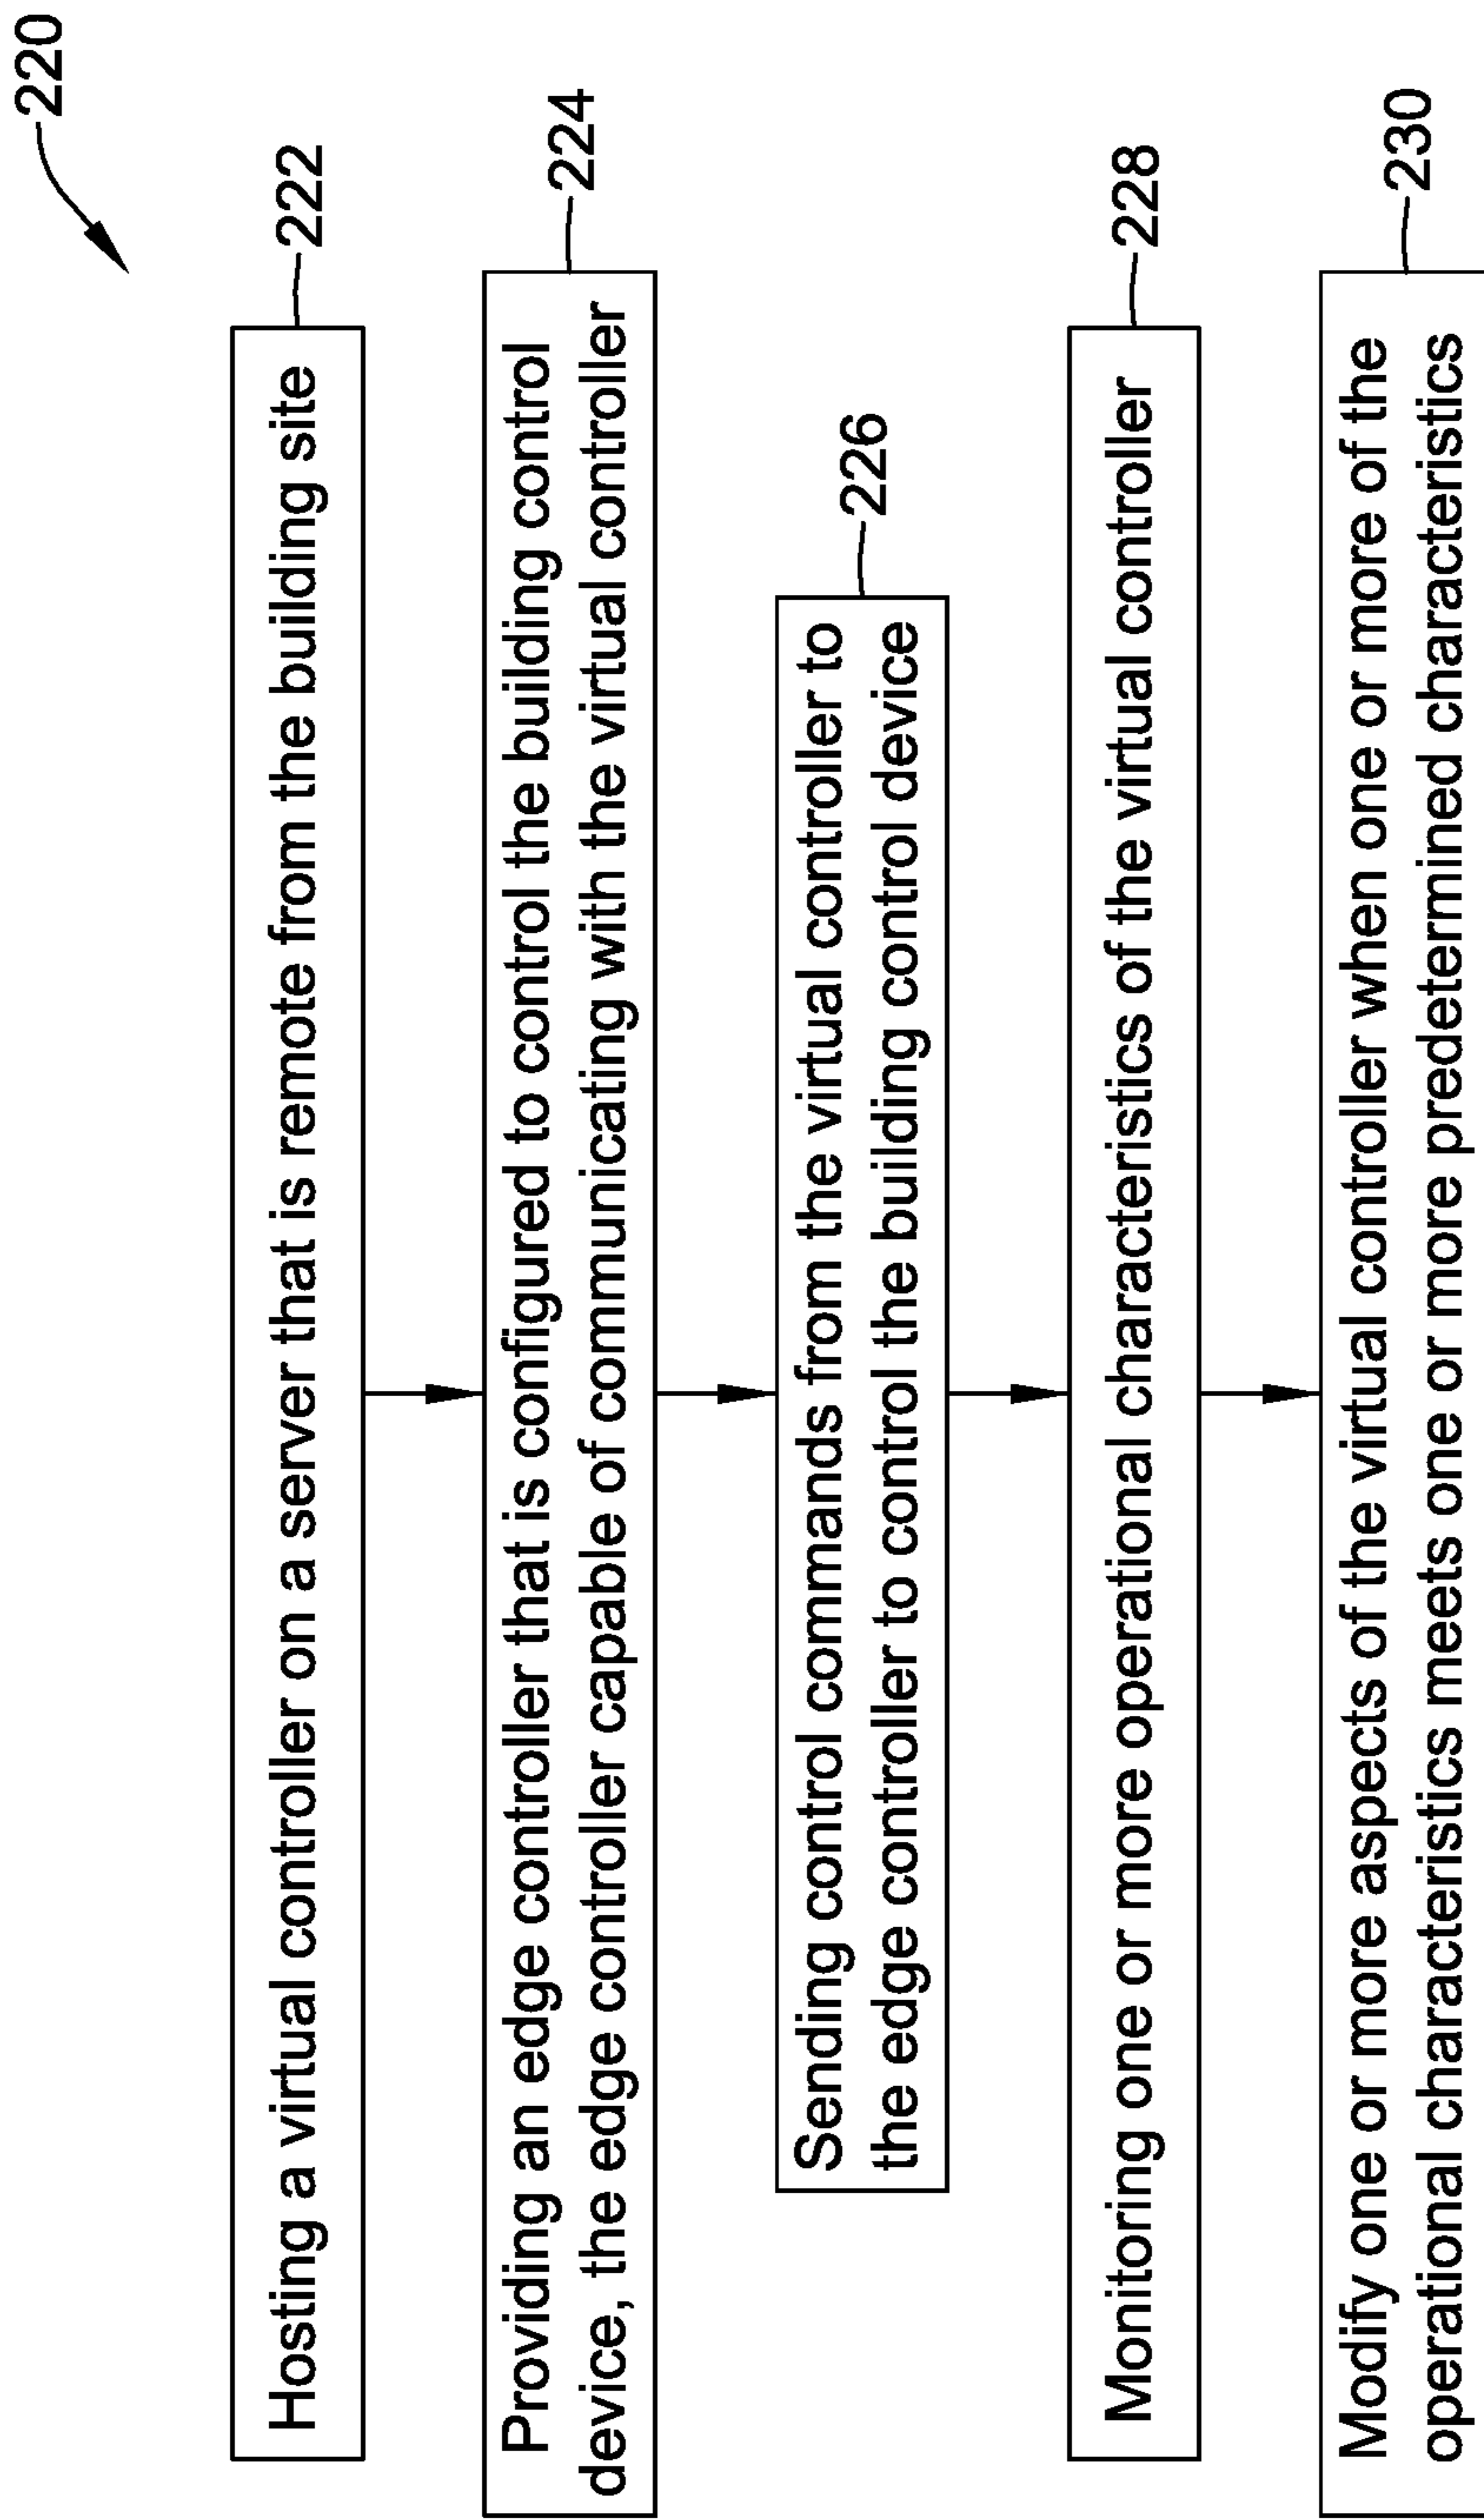 220
Hosting a virtual controller on a server that is remote from the building site
222
Providing an edge controller that is configured to control the building control
device, the edge controller capable of communicating with the virtual controller
224
Sending control commands from the virtual controller to
the edge controller to control the building control device
226
Monitoring one or more operational characteristics of the virtual controller
228
Modify one or more aspects of the virtual controller when one or more of the
operational characteristics meets one or more predetermined characteristics
230